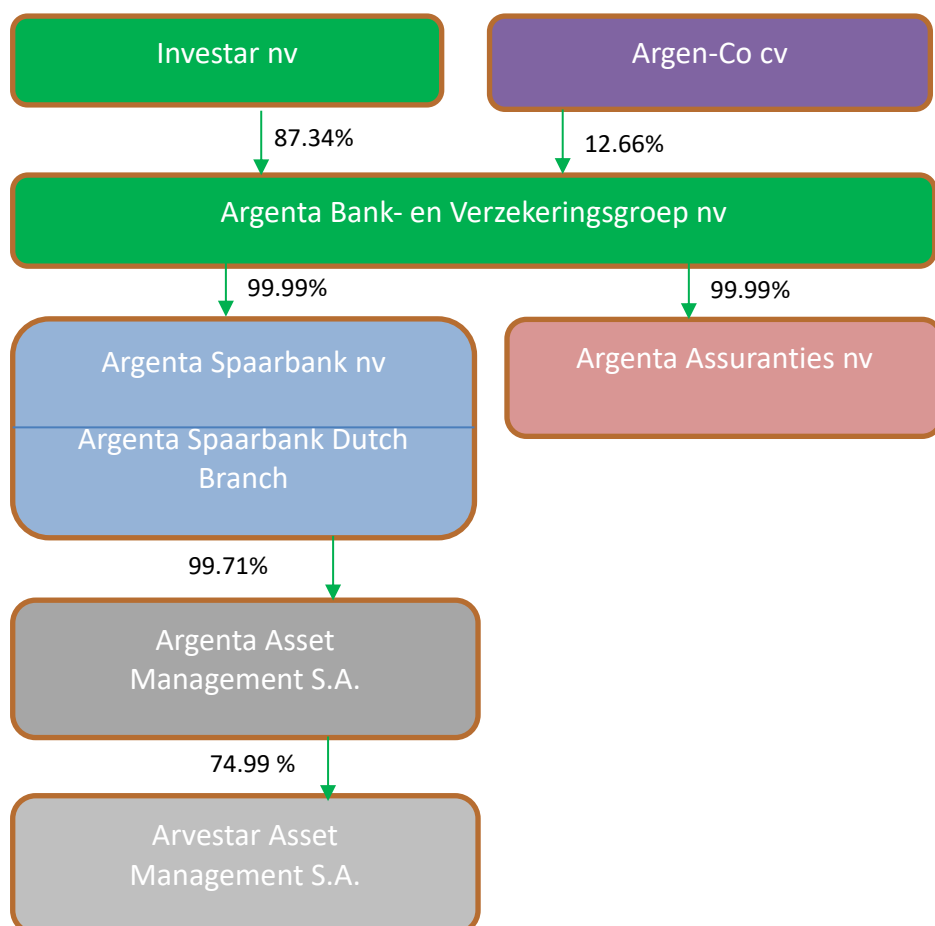 Investar nv
Argen-Co cv
87.34%
12.66%
Argenta Bank- en Verzekeringsgroep nv
99.99%
99.99%
Argenta Spaarbank nv
Argenta Assuranties nv
Argenta Spaarbank Dutch
Branch
99.71%
Argenta Asset
Management S.A.
74.99 %
Arvestar Asset
Management S.A.